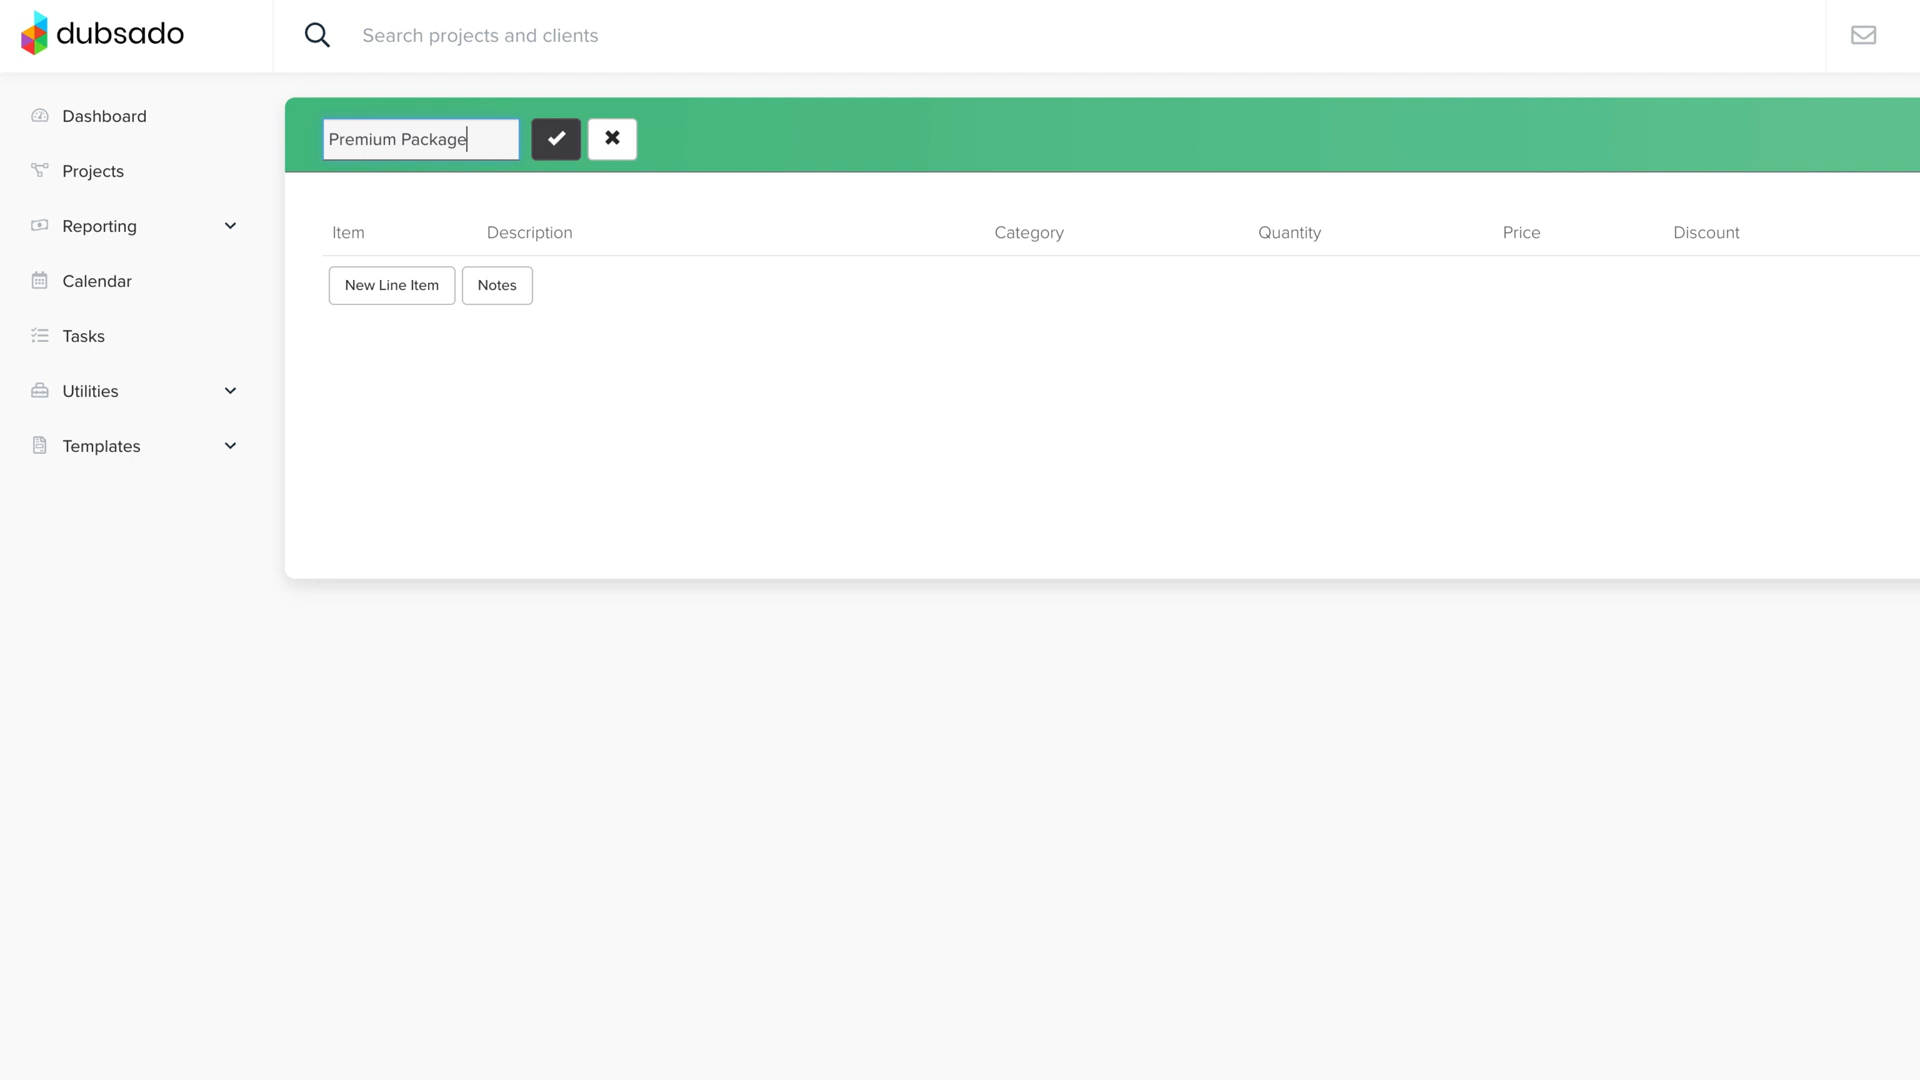 dubsado
Search projects and clients
Dashboard
Projects
Reporting
Calendar
Tasks
Utilities
Templates
Premium Package
Item Description Category Quantity Price Discount
New Line Item Notes